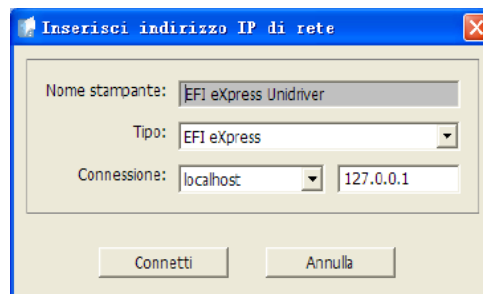 Inserisci indirizzo IP di rete
Nome stampante: EFI eXpress Unidriver
Tipo: EFI eXpress
Connessione: localhost 127.0.0.1
Connetti Annulla